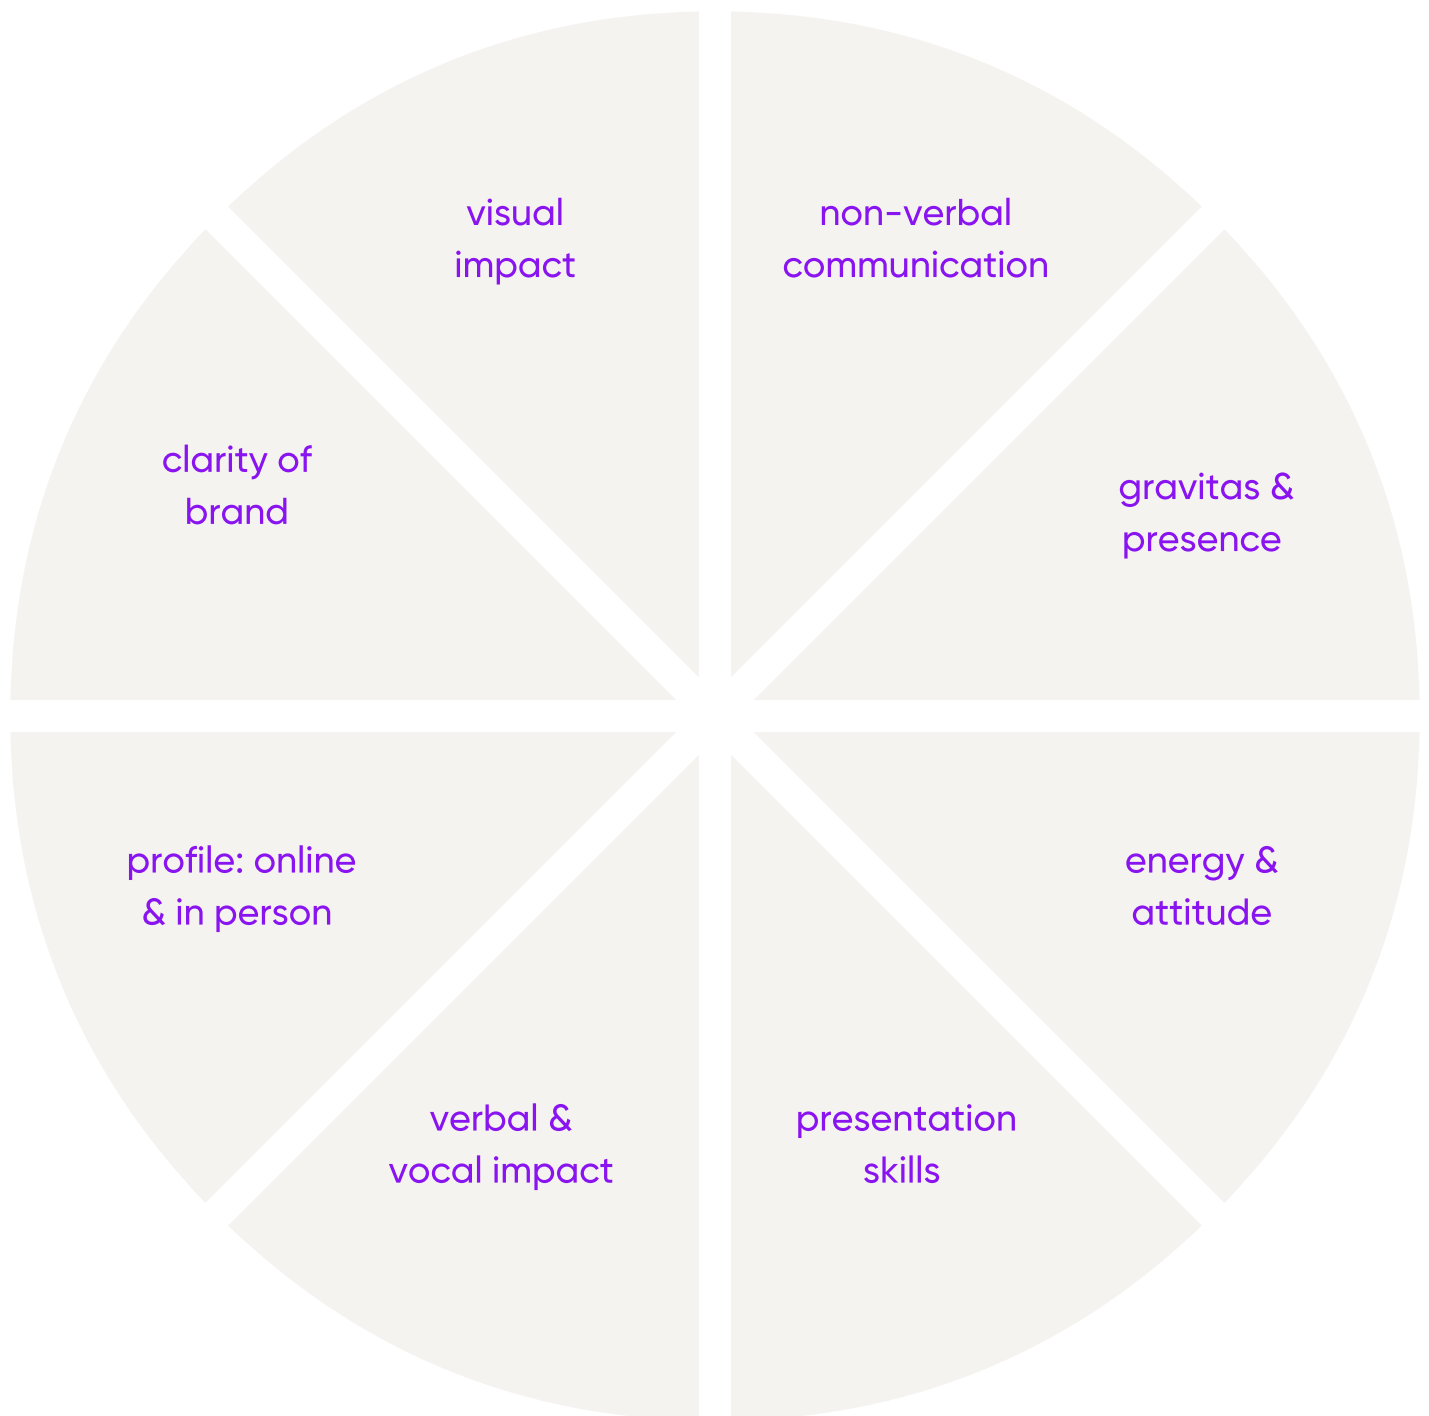 visual
impact
non-verbal
communication
clarity of
brand
gravitas &
presence
profile: online
& in person
energy &
attitude
verbal &
vocal impact
presentation
skills